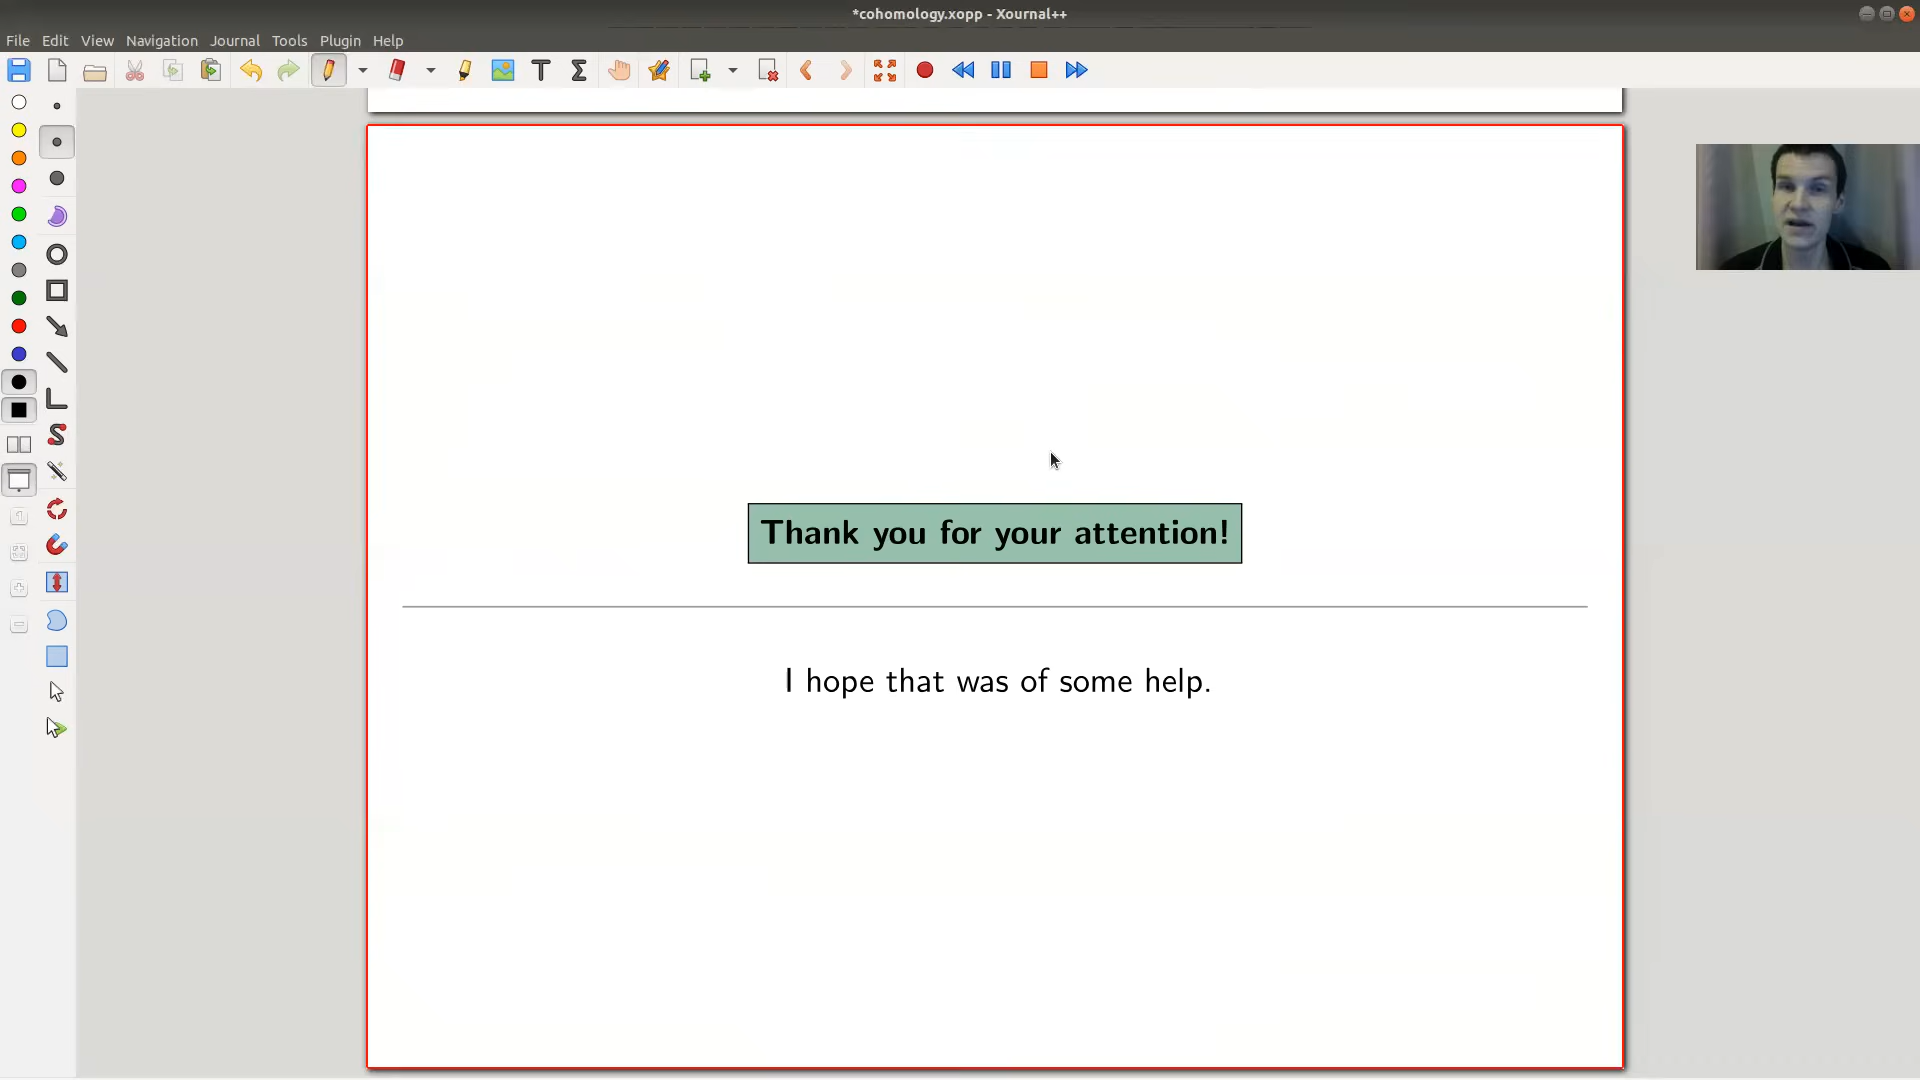 *cohomology.xopp - Xournal++
File Edit View Navigation Journal Tools Plugin Help
Thank you for your attention!
I hope that was of some help.